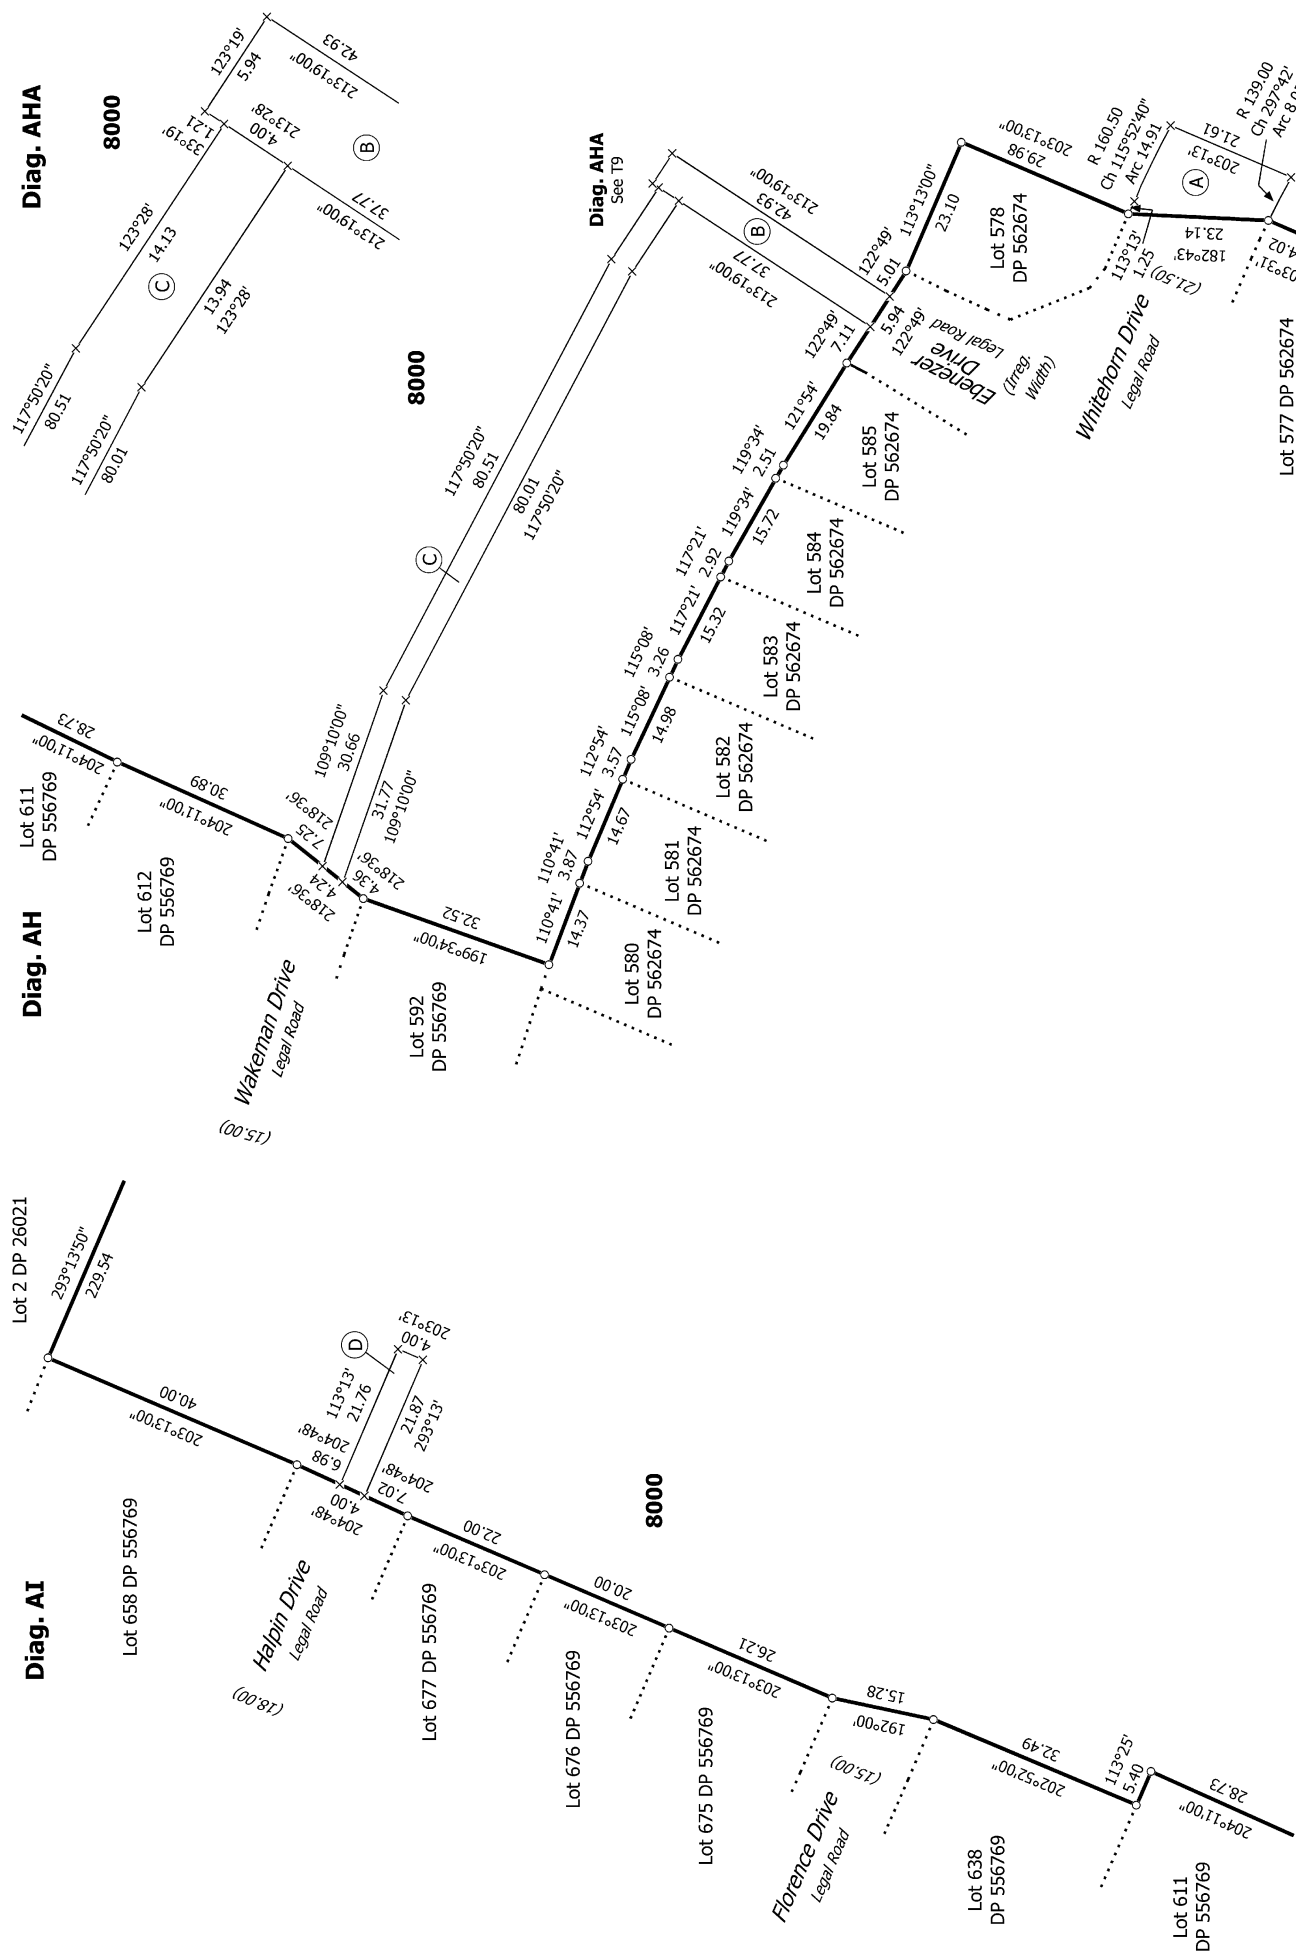 Diag. AHA
8000
123°19'
5.94
42.93
213°19'00"
33°19'
1.21
213°28'
4.00
B
37.77
213°19'00"
123°28'
14.13
C
13.94
123°28'
117°50'20"
80.51
117°50'20"
80.01
Diag. AH
8000
Diag. AHA
See T9
Lot 611
DP 556769
28.73
204°11'00"
Lot 612
DP 556769
30.89
204°11'00"
218°36'
7.25
4.24
218°36'
4.36
218°36'
109°10'00"
30.66
31.77
109°10'00"
Wakeman Drive
Legal Road
(15.00)
C
117°50'20"
80.51
80.01
117°50'20"
42.93
213°19'00"
B
37.77
213°19'00"
Lot 592
DP 556769
32.52
199°34'00"
110°41'
14.37
Lot 580
DP 562674
110°41'
3.87
112°54'
14.67
Lot 581
DP 562674
112°54'
3.57
115°08'
14.98
Lot 582
DP 562674
115°08'
3.26
117°21'
15.32
Lot 583
DP 562674
117°21'
2.92
119°34'
15.72
Lot 584
DP 562674
119°34'
2.51
121°54'
19.84
Lot 585
DP 562674
122°49'
7.11
5.94
122°49'
122°49'
5.01
Ebenezer
Drive
Legal Road
(Irreg.
Width)
113°13'00"
23.10
Lot 578
DP 562674
29.98
203°13'00"
R 160.50
Ch 115°52'40"
Arc 14.91
A
21.61
203°13'
R 139.00
Ch 297°42'
Arc 8.0
113°13'
1.25
(21.50)
23.14
182°43'
4.02
03°31'
Whitehorn Drive
Legal Road
Lot 577 DP 562674
Diag. AI
8000
Lot 2 DP 26021
293°13'50"
229.54
40.00
203°13'00"
Lot 658 DP 556769
204°48'
6.98
4.00
204°48'
204°48'
7.02
113°13'
21.76
D
4.00
203°13'
21.87
293°13'
Halpin Drive
Legal Road
(18.00)
Lot 677 DP 556769
22.00
203°13'00"
Lot 676 DP 556769
20.00
203°13'00"
Lot 675 DP 556769
26.21
203°13'00"
15.28
192°00'
(15.00)
Florence Drive
Legal Road
Lot 638
DP 556769
32.49
202°52'00"
113°25'
5.40
28.73
204°11'00"
Lot 611
DP 556769